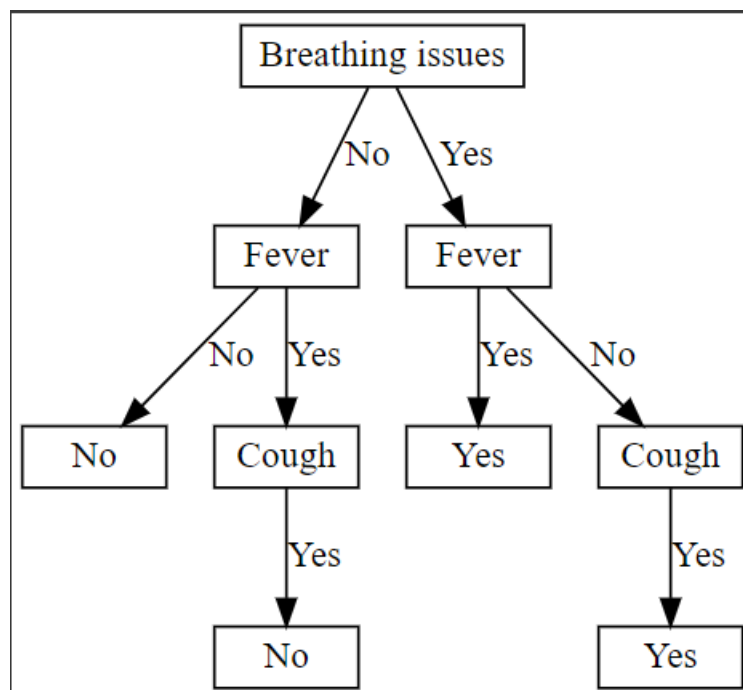 Breathing issues
No Yes
Fever Fever
No Yes Yes No
No Cough Yes Cough
Yes Yes
No Yes